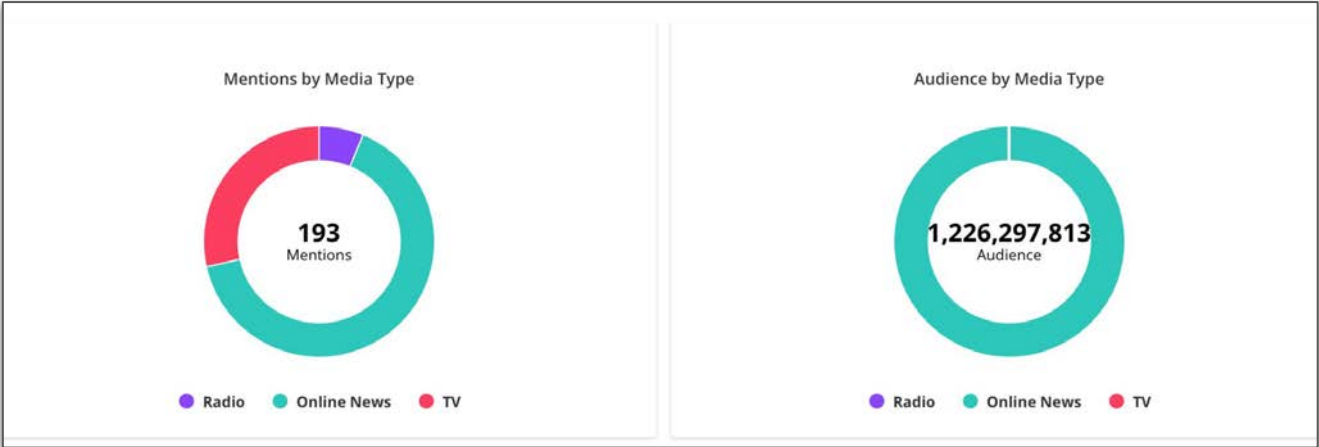 Mentions by Media Type
193
Mentions
Radio Online News TV
Audience by Media Type
1,226,297,813
Audience
Radio Online News TV